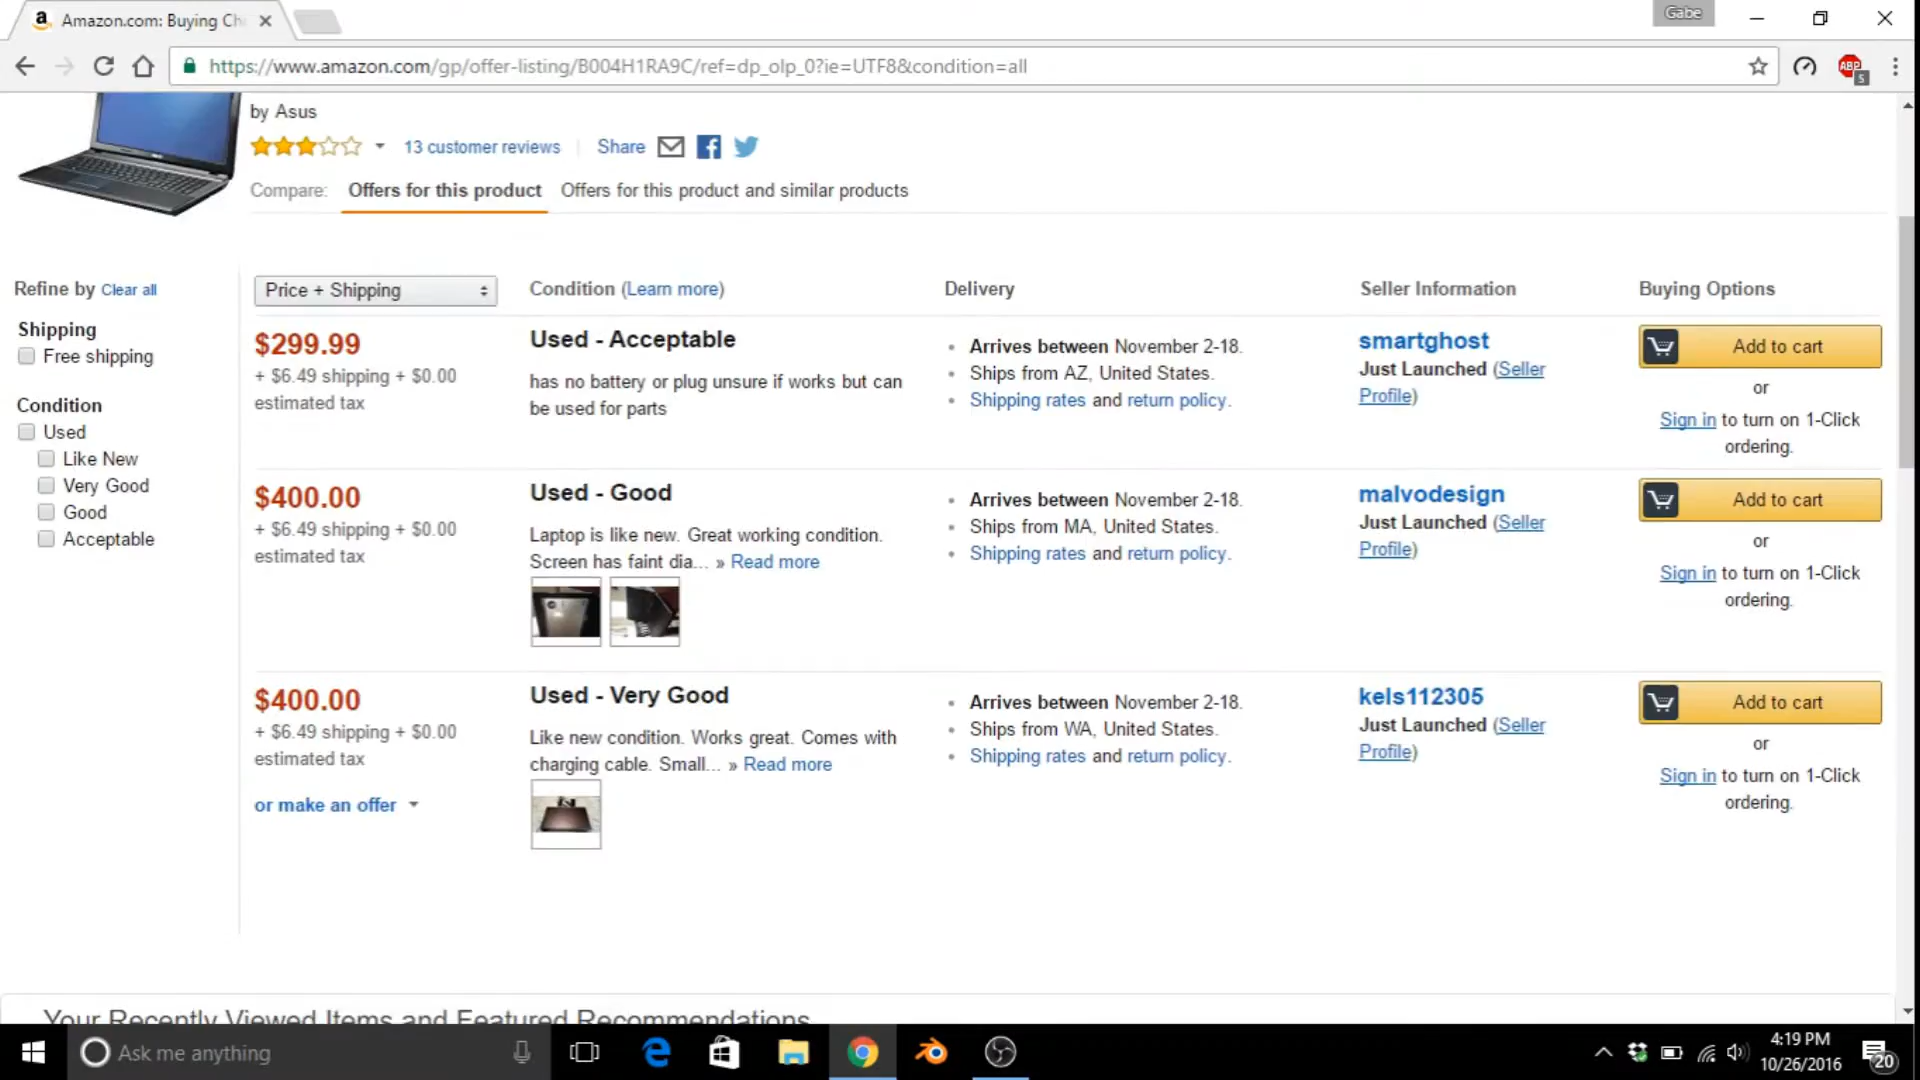 Amazon.com: Buying Ch
Gabe
https://www.amazon.com/gp/offer-listing/B004H1RA9C/ref=dp_olp_0?ie=UTF8&condition=all
ABP
5
by Asus
13 customer reviews
Share
Compare: Offers for this product Offers for this product and similar products
Refine by Clear all
Shipping
Free shipping
Condition
Used
Like New
Very Good
Good
Acceptable
Price + Shipping
Condition (Learn more)
Delivery
Seller Information
Buying Options
$299.99
+ $6.49 shipping + $0.00
estimated tax
Used - Acceptable
has no battery or plug unsure if works but can
be used for parts
Arrives between November 2-18.
Ships from AZ, United States.
Shipping rates and return policy.
smartghost
Just Launched (Seller
Profile)
Add to cart
or
Sign in to turn on 1-Click
ordering.
$400.00
+ $6.49 shipping + $0.00
estimated tax
Used - Good
Laptop is like new. Great working condition.
Screen has faint dia... » Read more
Arrives between November 2-18.
Ships from MA, United States.
Shipping rates and return policy.
malvodesign
Just Launched (Seller
Profile)
Add to cart
or
Sign in to turn on 1-Click
ordering.
$400.00
+ $6.49 shipping + $0.00
estimated tax
or make an offer
Used - Very Good
Like new condition. Works great. Comes with
charging cable. Small... » Read more
Arrives between November 2-18.
Ships from WA, United States.
Shipping rates and return policy.
kels112305
Just Launched (Seller
Profile)
Add to cart
or
Sign in to turn on 1-Click
ordering.
Your Recently Viewed Items and Featured Recommendations
Ask me anything
4:19 PM
10/26/2016
20